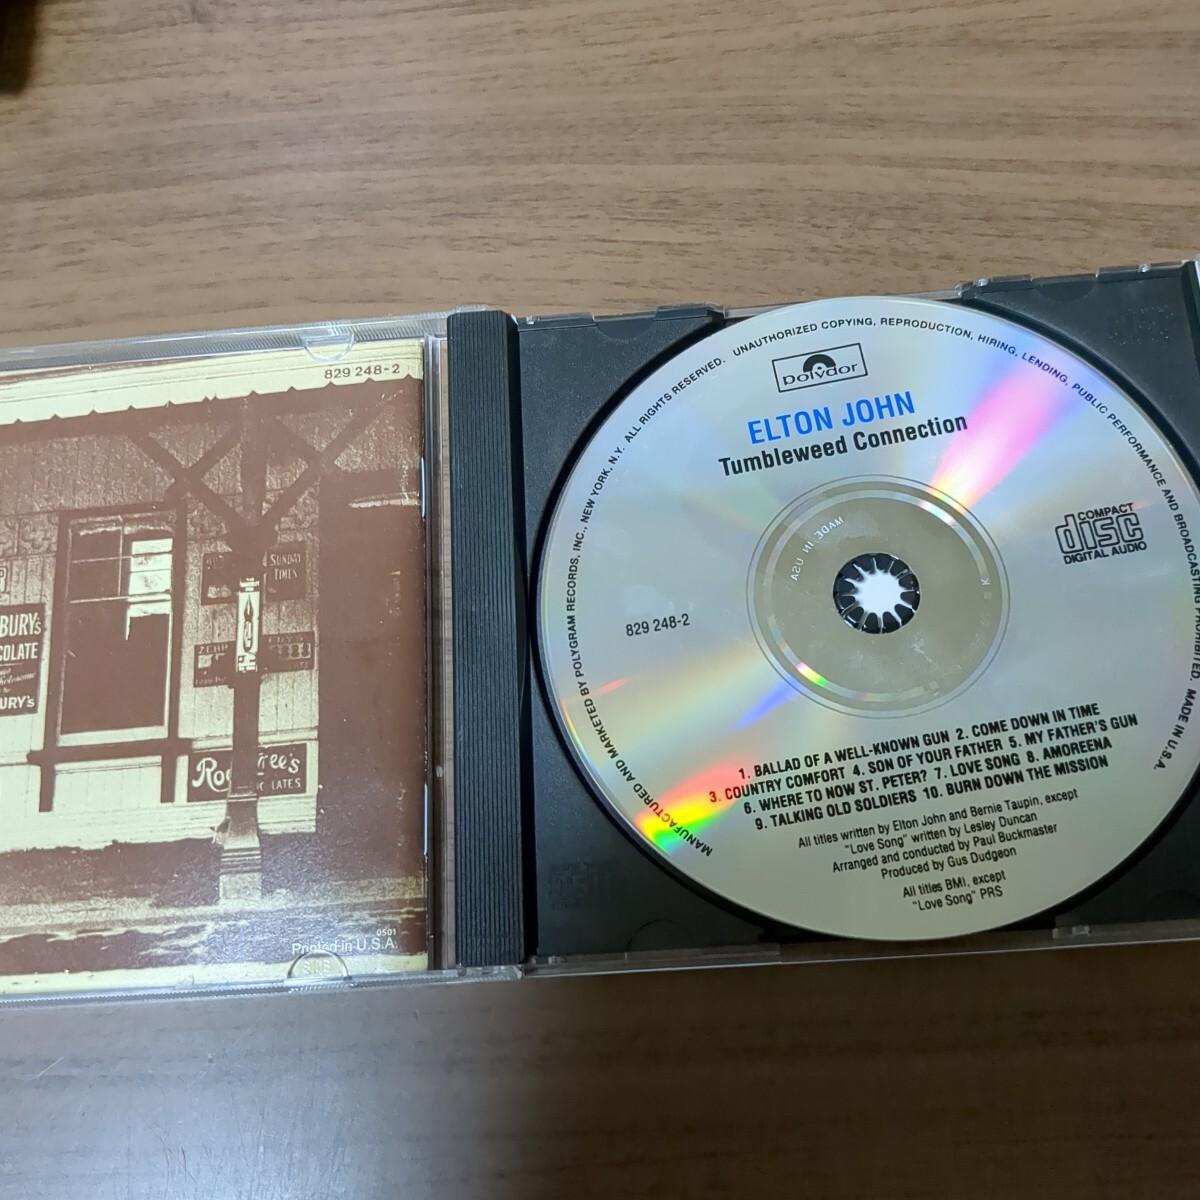 829 248-2
SUNDAY
TIMES
BURY's
COLATE
URY's
Printed in U.S.A.
0501
MANUFACTURED AND MARKETED BY POLYGRAM RECORDS, INC., NEW YORK, N.Y. ALL RIGHTS RESERVED. UNAUTHORIZED COPYING, REPRODUCTION, HIRING, LENDING, PUBLIC PERFORMANCE AND BROADCASTING PROHIBITED. MADE IN U.S.A.
polydor
ELTON JOHN
Tumbleweed Connection
MADE IN USA
COMPACT
disc
DIGITAL AUDIO
829 248-2
1. BALLAD OF A WELL-KNOWN GUN 2. COME DOWN IN TIME
3. COUNTRY COMFORT 4. SON OF YOUR FATHER 5. MY FATHER'S GUN
6. WHERE TO NOW ST. PETER? 7. LOVE SONG 8. AMOREENA
9. TALKING OLD SOLDIERS 10. BURN DOWN THE MISSION
All titles written by Elton John and Bernie Taupin, except
"Love Song" written by Lesley Duncan
Arranged and conducted by Paul Buckmaster
Produced by Gus Dudgeon
All titles BMI, except
"Love Song" PRS